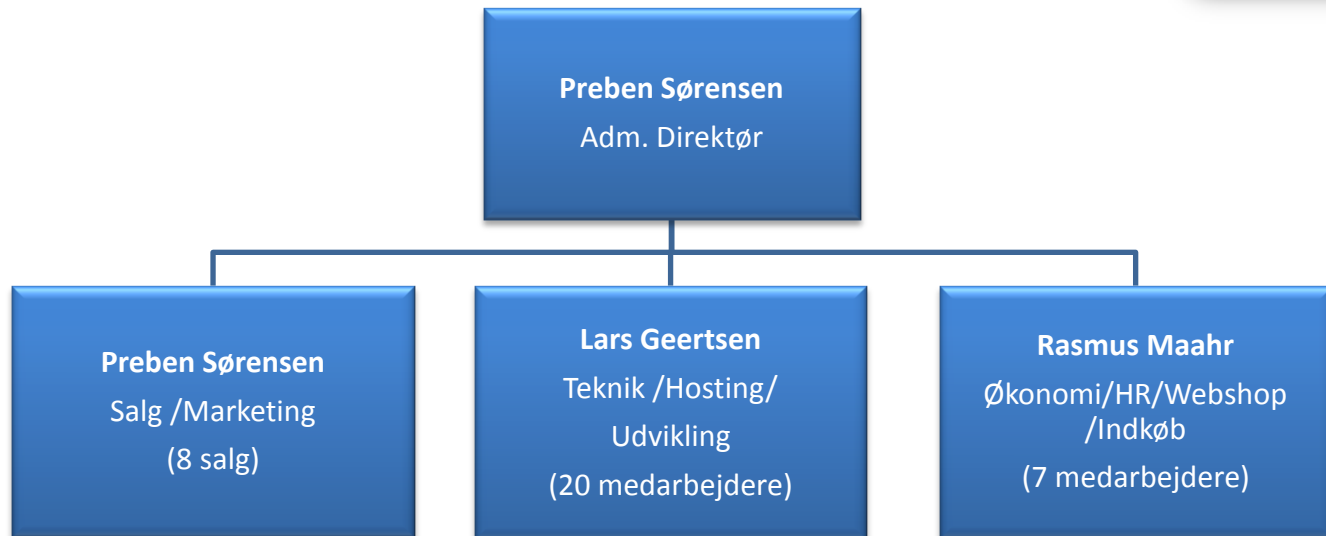 Preben Sørensen
Adm. Direktør
Preben Sørensen
Salg /Marketing
(8 salg)
Lars Geertsen
Teknik /Hosting/
Udvikling
(20 medarbejdere)
Rasmus Maahr
Økonomi/HR/Webshop
/Indkøb
(7 medarbejdere)